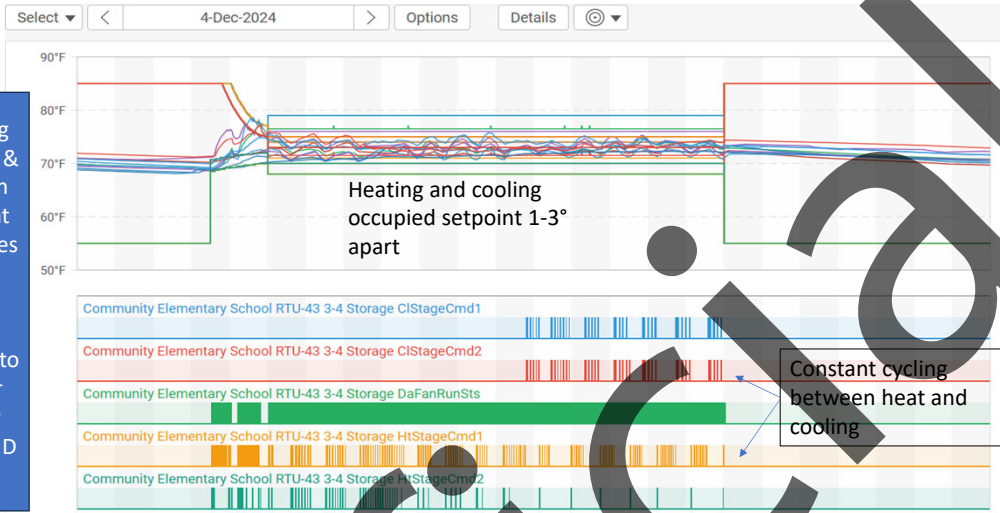 Select
4-Dec-2024
Options
Details
90°F
80°F
70°F
60°F
50°F
Heating and cooling
occupied setpoint 1-3°
apart
&
to
D
Community Elementary School RTU-43 3-4 Storage ClStageCmd1
Community Elementary School RTU-43 3-4 Storage ClStageCmd2
Community Elementary School RTU-43 3-4 Storage DaFanRunSts
Community Elementary School RTU-43 3-4 Storage HtStageCmd1
Community Elementary School RTU-43 3-4 Storage HtStageCmd2
Constant cycling
between heat and
cooling